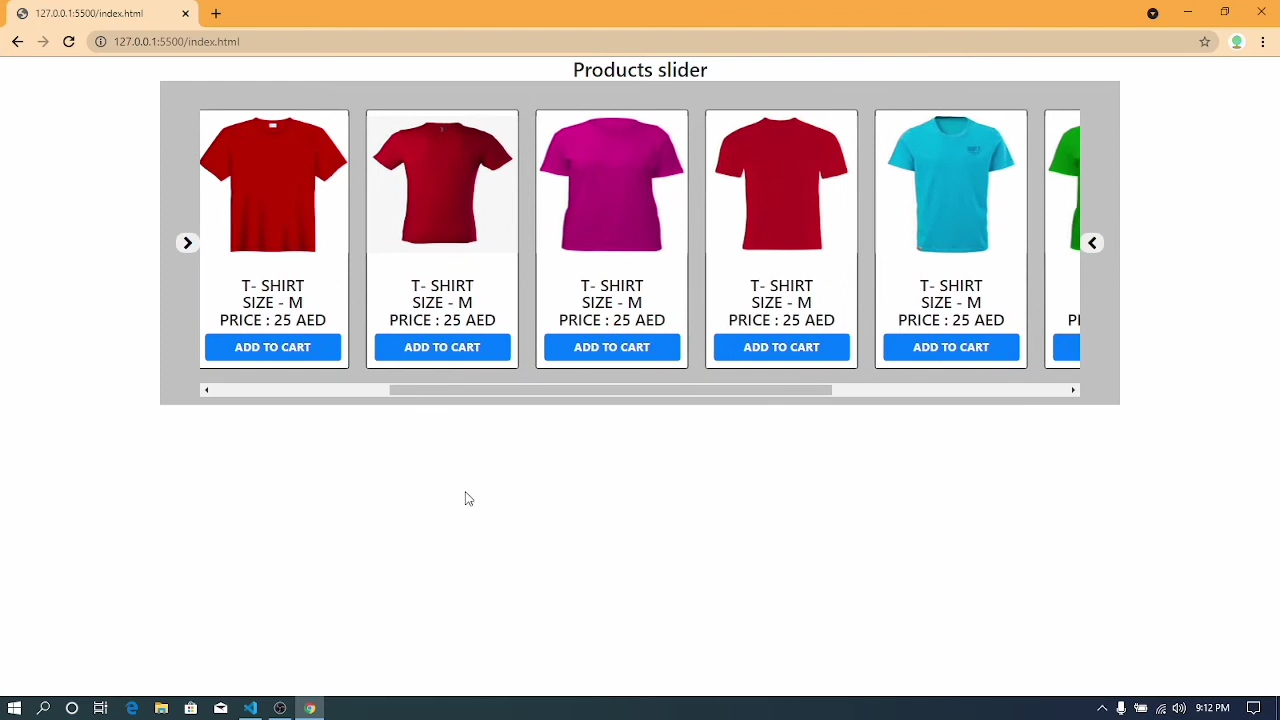 127.0.0.1:5500/index.html
127.0.0.1:5500/index.html
Products slider
T- SHIRT
SIZE - M
PRICE : 25 AED
ADD TO CART
T- SHIRT
SIZE - M
PRICE : 25 AED
ADD TO CART
T- SHIRT
SIZE - M
PRICE : 25 AED
ADD TO CART
T- SHIRT
SIZE - M
PRICE : 25 AED
ADD TO CART
T- SHIRT
SIZE - M
PRICE : 25 AED
ADD TO CART
9:12 PM